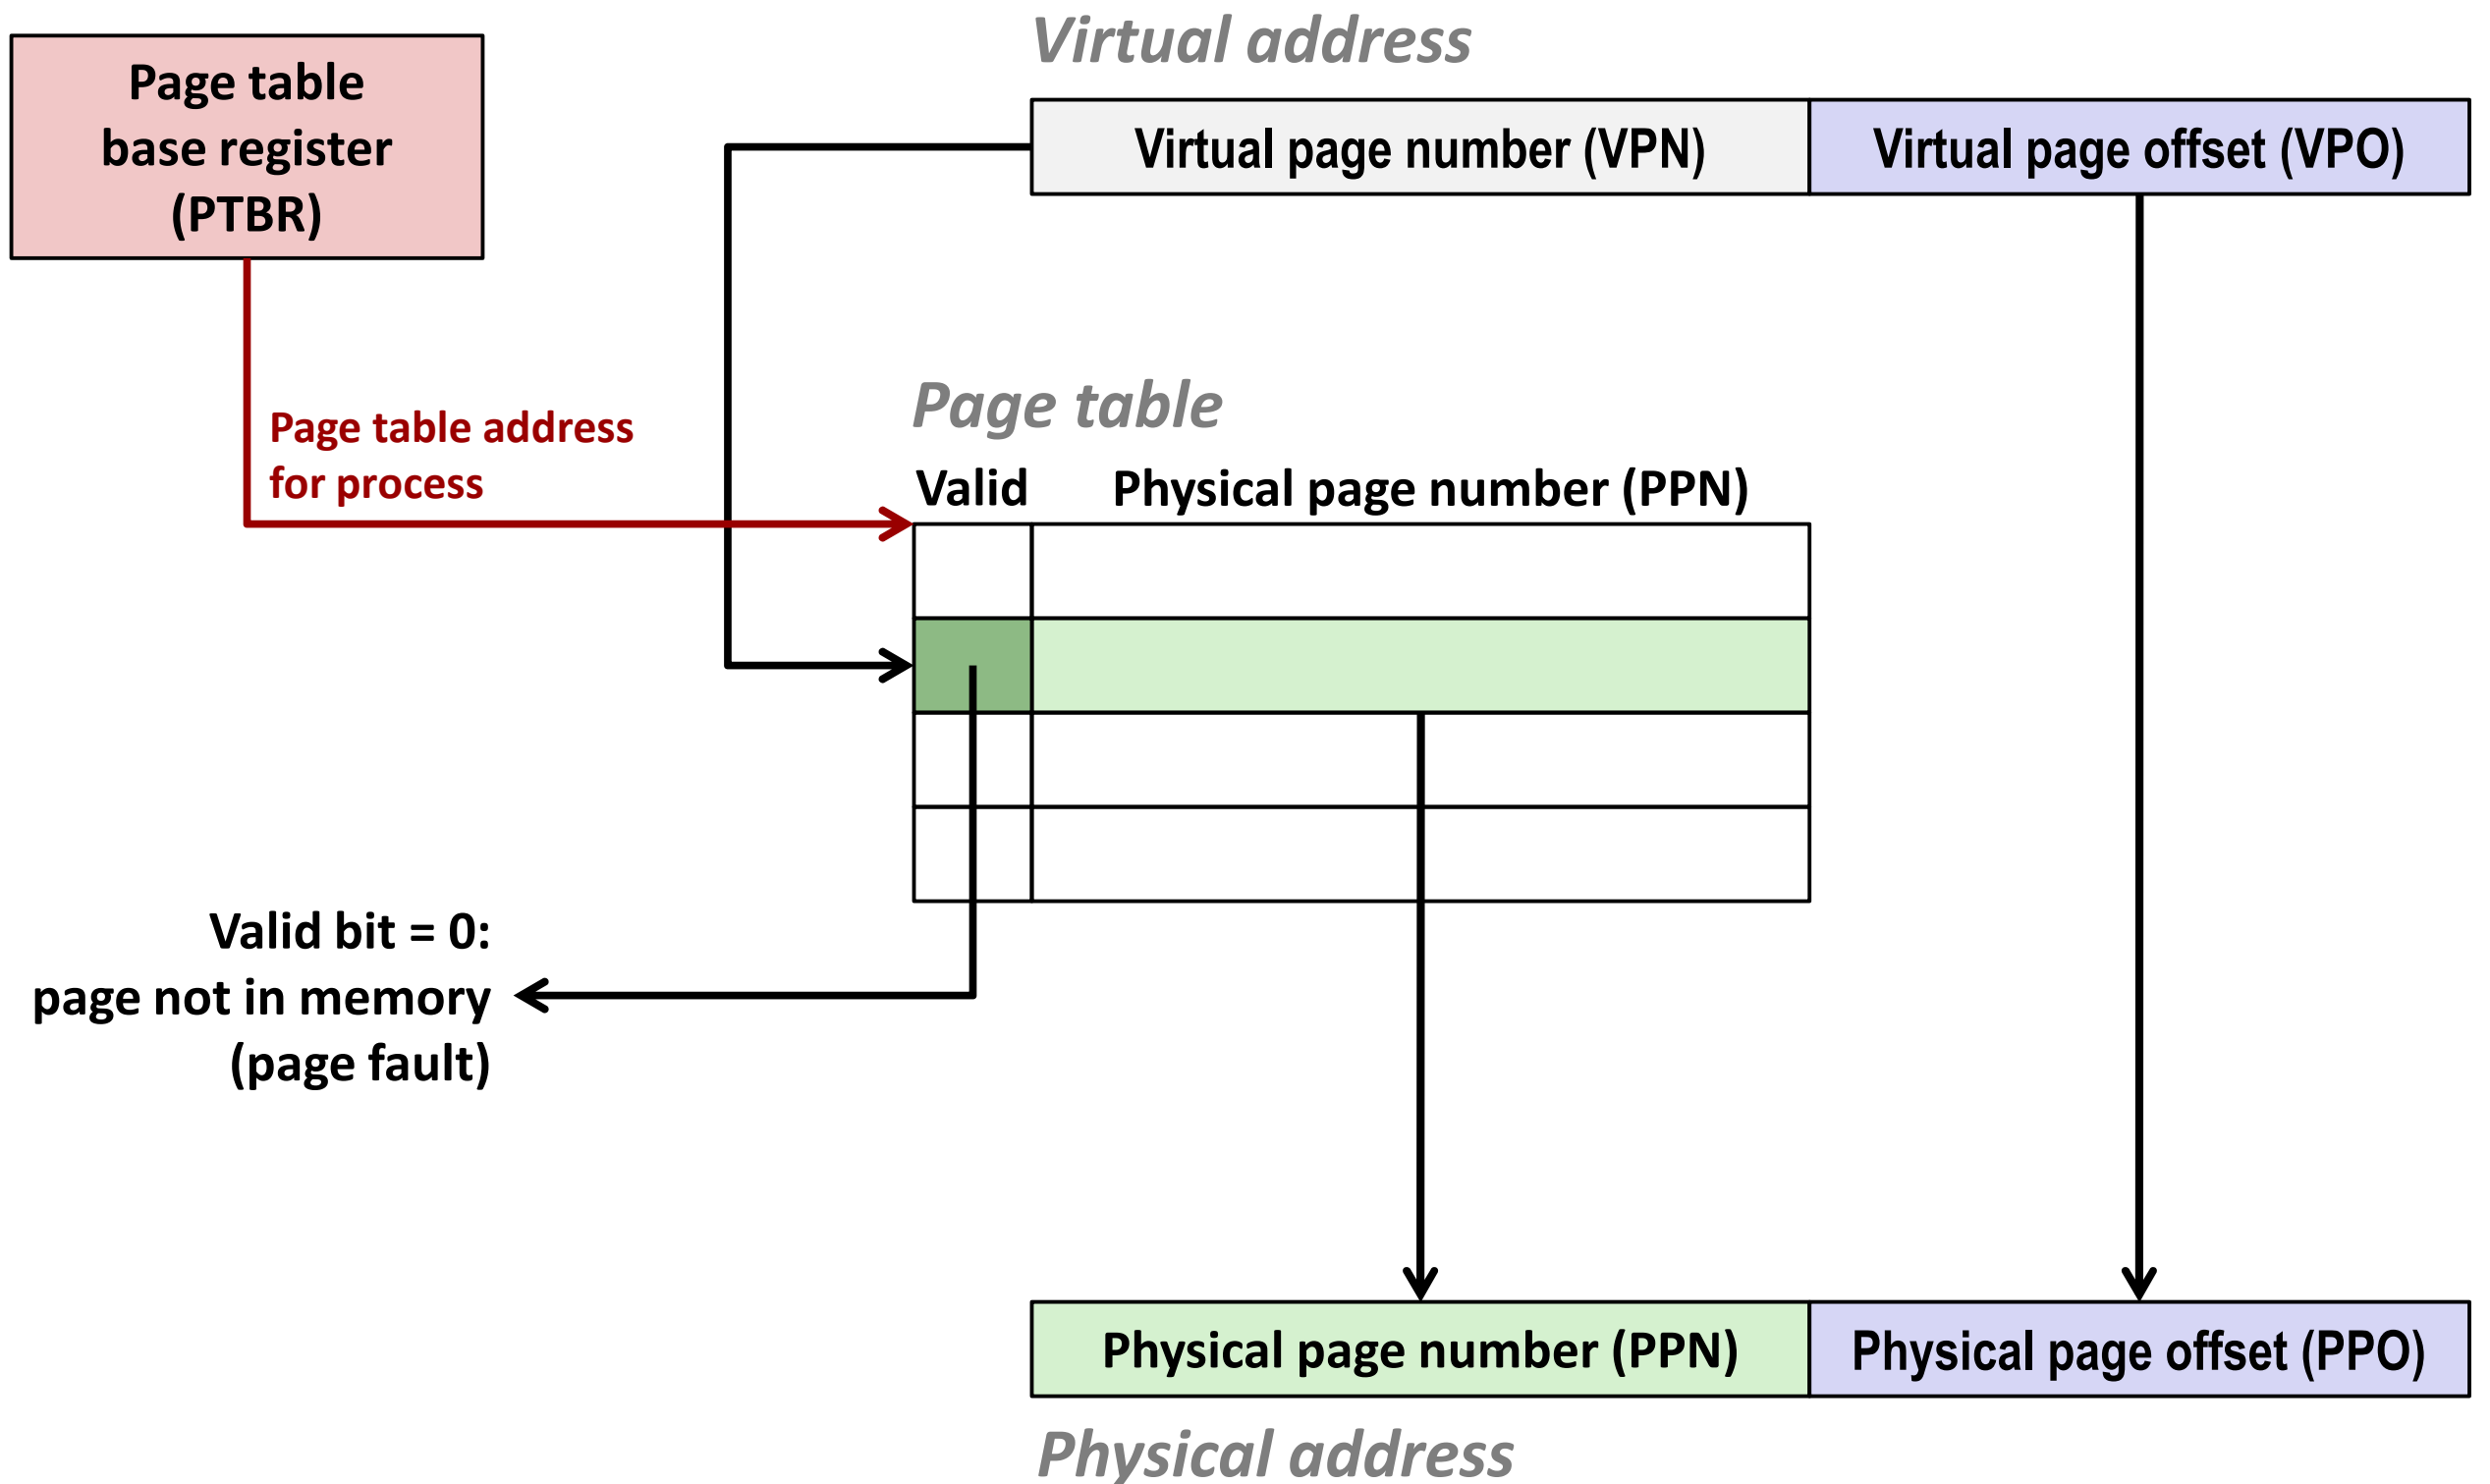 Virtual address
Page table
base register
(PTBR)
Virtual page number (VPN)
Virtual page offset (VPO)
Page table address
for process
Page table
Valid
Physical page number (PPN)
Valid bit = 0:
page not in memory
(page fault)
Physical page number (PPN)
Physical page offset (PPO)
Physical address